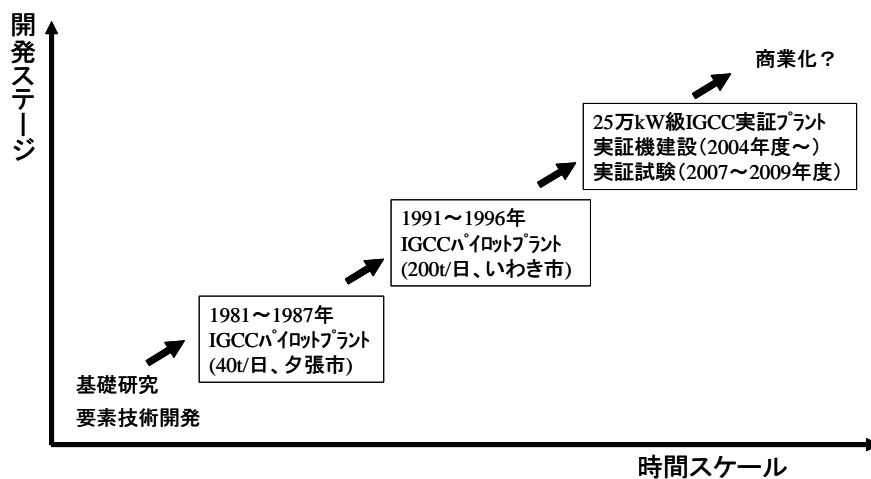 開発ステージ
商業化？
25万kW級IGCC実証プラント
実証機建設（2004年度～）
実証試験（2007～2009年度）
1991～1996年
IGCCﾊﾟｲﾛｯﾄﾌﾟﾗﾝﾄ
(200t/日、いわき市）
1981～1987年
IGCCﾊﾟｲﾛｯﾄﾌﾟﾗﾝﾄ
(40t/日、夕張市）
基礎研究
要素技術開発
時間スケール